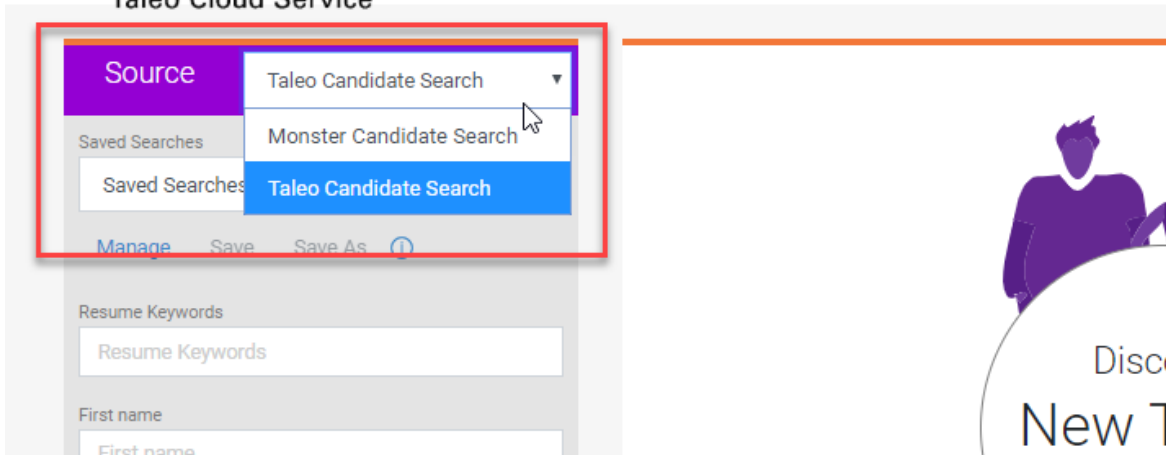 Taleo Cloud Service
Source
Taleo Candidate Search
Saved Searches
Monster Candidate Search
Saved Searches
Taleo Candidate Search
Manage Save Save As
Resume Keywords
Resume Keywords
First name
First name
Disc
New T